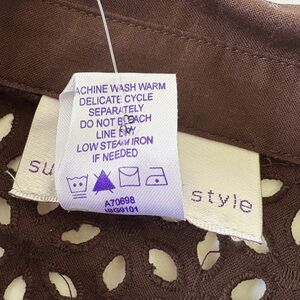 ACHINE WASH WARM
DELICATE CYCLE
SEPARATELY
DO NOT BLEACH
LINE DRY
LOW STEAM IRON
IF NEEDED
su style
A70698